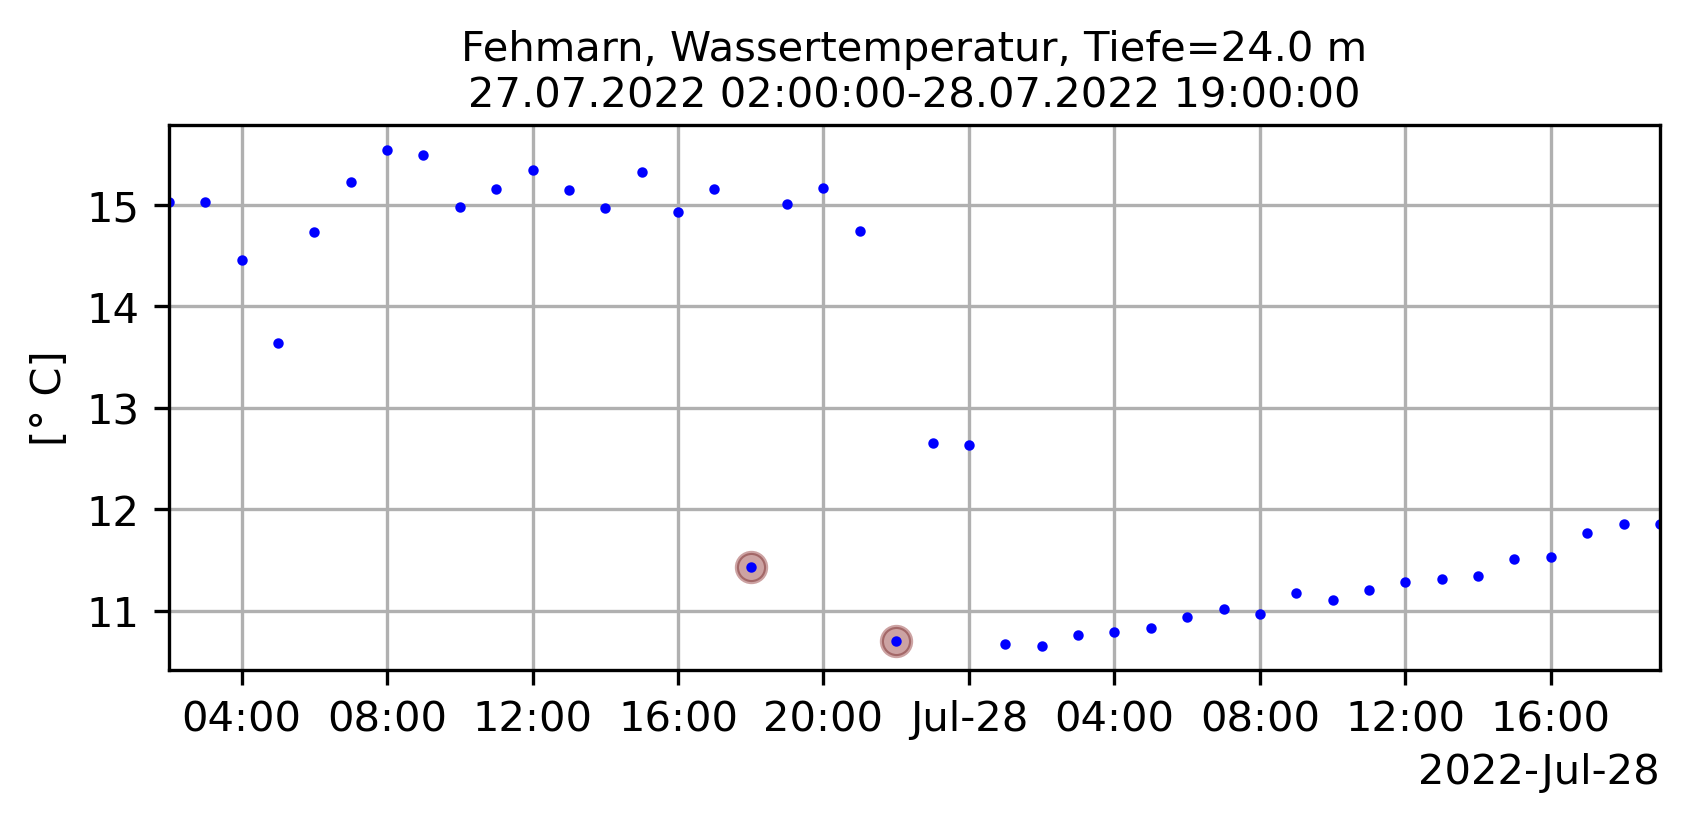 Fehmarn, Wassertemperatur, Tiefe=24.0 m
27.07.2022 02:00:00-28.07.2022 19:00:00
[° C]
15
14
13
12
11
04:00 08:00 12:00 16:00 20:00 Jul-28 04:00 08:00 12:00 16:00
2022-Jul-28